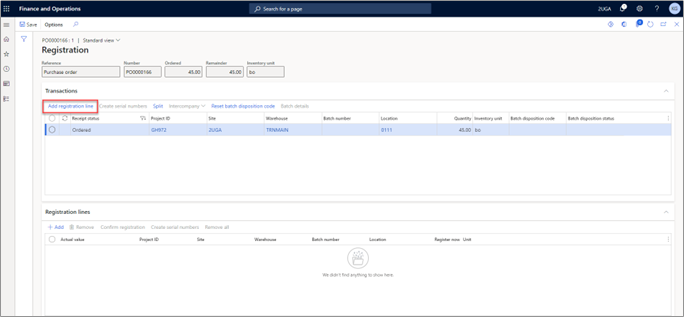 Finance and Operations
Search for a page
2UGA
KG
Save Options
PO0000166 : 1 | Standard view
Registration
Reference Number Ordered Remainder Inventory unit
Purchase order PO0000166 45.00 45.00 bo
Transactions
Add registration line Create serial numbers Split Intercompany Reset batch disposition code Batch details
Receipt status Project ID Site Warehouse Batch number Location Quantity Inventory unit Batch disposition code Batch disposition status
Ordered GH972 2UGA TRNMAIN 0111 45.00 bo
Registration lines
Add Remove Confirm registration Create serial numbers Remove all
Actual value Project ID Site Warehouse Batch number Location Register now Unit
We didn't find anything to show here.